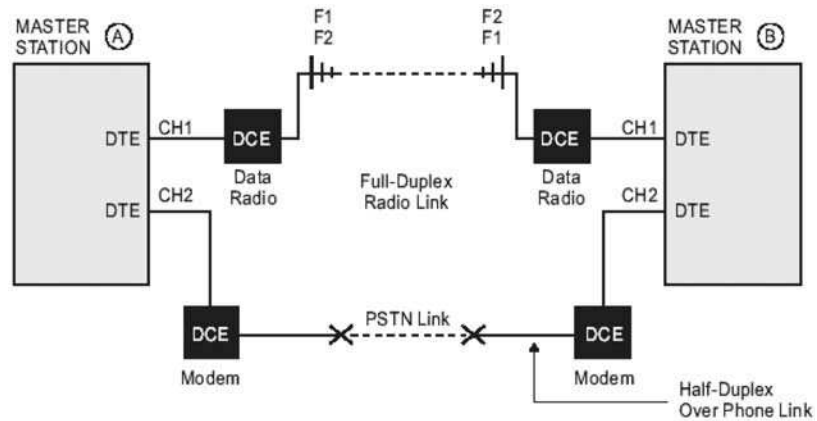 MASTER
STATION A
F1
F2
F2
F1
MASTER
STATION B
DTE
CH1
DCE
Data
Radio
DCE
Data
Radio
CH1
DTE
Full-Duplex
Radio Link
DTE
CH2
CH2
DTE
DCE
Modem
PSTN Link
DCE
Modem
Half-Duplex
Over Phone Link